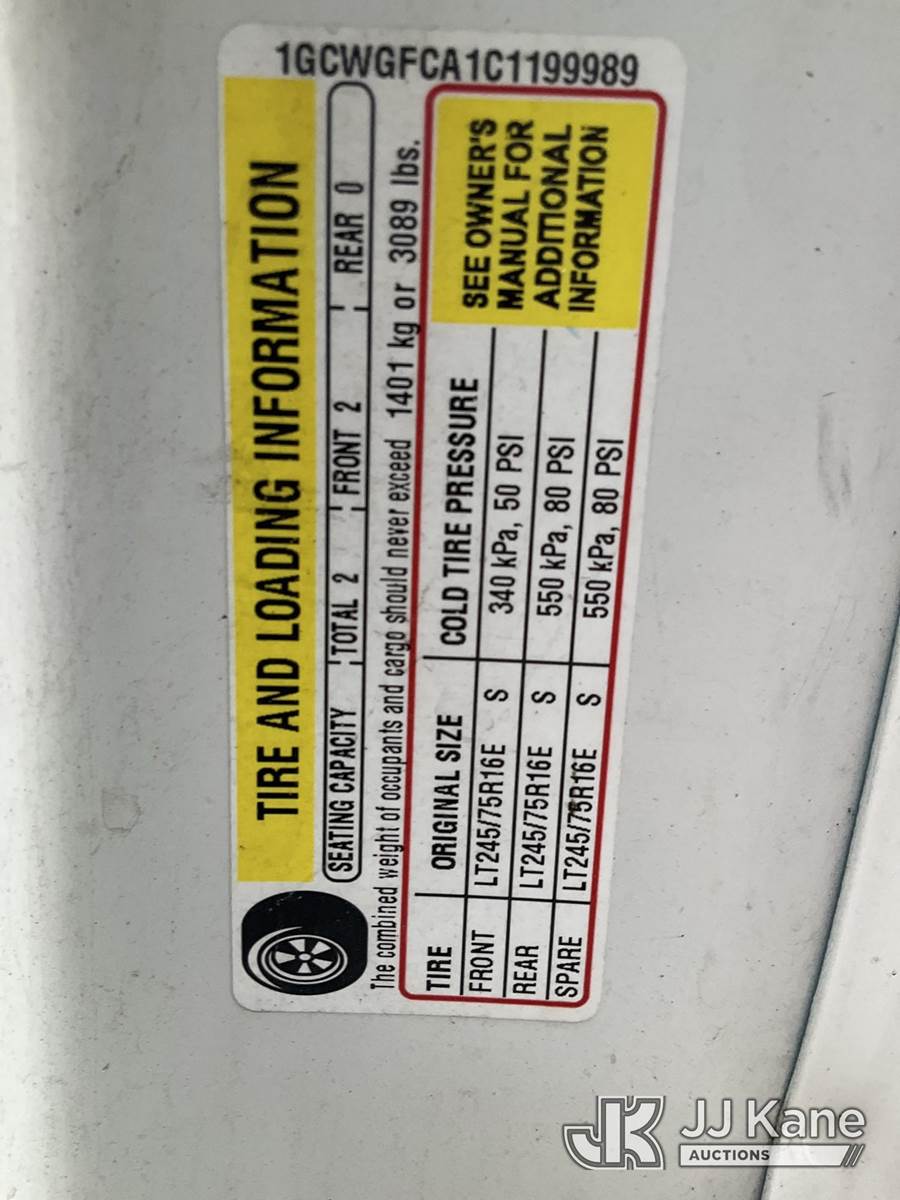 1GCWGFCA1C1199989
TIRE AND LOADING INFORMATION
SEATING CAPACITY TOTAL 2 FRONT 2 REAR 0
The combined weight of occupants and cargo should never exceed 1401 kg or 3089 lbs.
TIRE ORIGINAL SIZE COLD TIRE PRESSURE
FRONT LT245/75R16E S 340 kPa, 50 PSI
REAR LT245/75R16E S 550 kPa, 80 PSI
SPARE LT245/75R16E S 550 kPa, 80 PSI
SEE OWNER'S
MANUAL FOR
ADDITIONAL
INFORMATION
JK JJ Kane
AUCTIONS